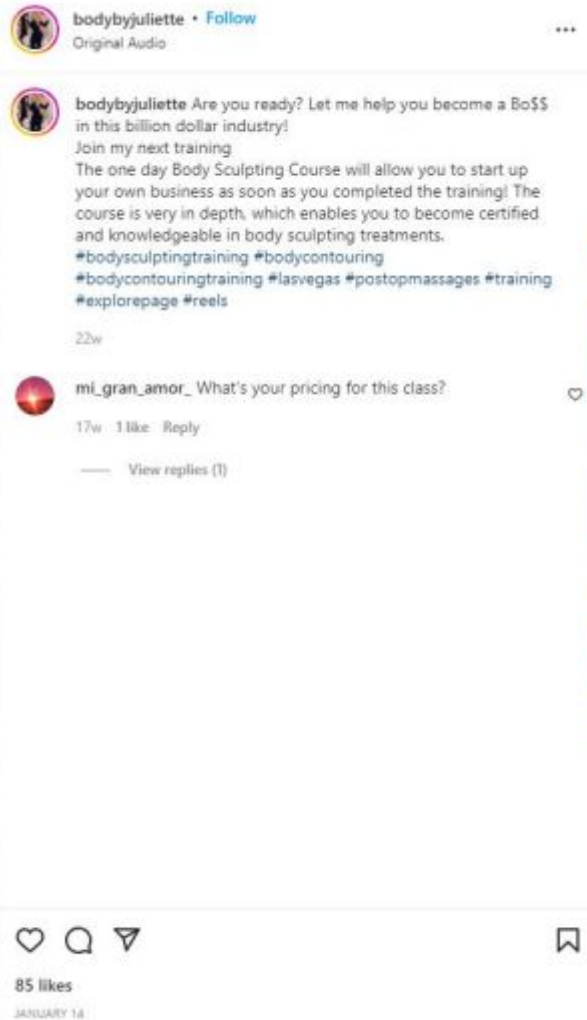 bodybyjuliette • Follow
Original Audio
bodybyjuliette Are you ready? Let me help you become a Bo$$
in this billion dollar industry!
Join my next training
The one day Body Sculpting Course will allow you to start up
your own business as soon as you completed the training! The
course is very in depth, which enables you to become certified
and knowledgeable in body sculpting treatments.
#bodysculptingtraining #bodycontouring
#bodycontouringtraining #lasvegas #postopmassages #training
#explorepage #reels
22w
mi_gran_amor_ What's your pricing for this class?
17w 1 like Reply
View replies (1)
85 likes
JANUARY 14